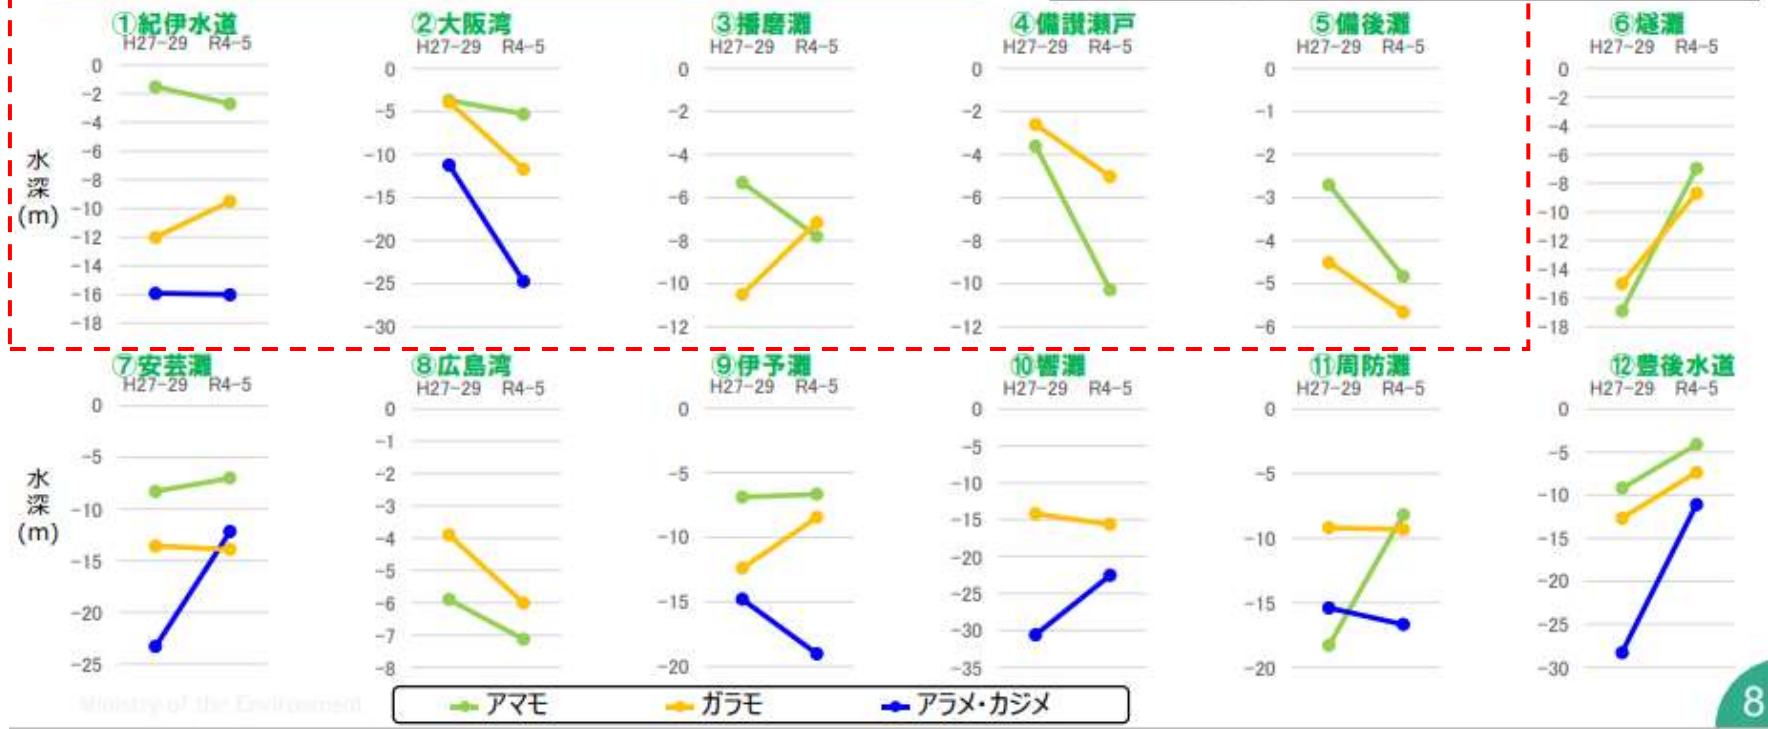 ①紀伊水道 ②大阪湾 ③播磨灘 ④備讃瀬戸 ⑤備後灘 ⑥燧灘
H27-29 R4-5 H27-29 R4-5 H27-29 R4-5 H27-29 R4-5 H27-29 R4-5 H27-29 R4-5
水深(m)
0 -2 -4 -6 -8 -10 -12 -14 -16 -18
0 -5 -10 -15 -20 -25 -30
0 -2 -4 -6 -8 -10 -12
0 -2 -4 -6 -8 -10 -12
0 -1 -2 -3 -4 -5 -6
0 -2 -4 -6 -8 -10 -12 -14 -16 -18
⑦安芸灘 ⑧広島湾 ⑨伊予灘 ⑩響灘 ⑪周防灘 ⑫豊後水道
H27-29 R4-5 H27-29 R4-5 H27-29 R4-5 H27-29 R4-5 H27-29 R4-5 H27-29 R4-5
水深(m)
0 -5 -10 -15 -20 -25
0 -1 -2 -3 -4 -5 -6 -7 -8
0 -5 -10 -15 -20
0 -5 -10 -15 -20 -25 -30 -35
0 -5 -10 -15 -20
0 -5 -10 -15 -20 -25 -30
Ministry of the Environment
アマモ ガラモ アラメ・カジメ
8